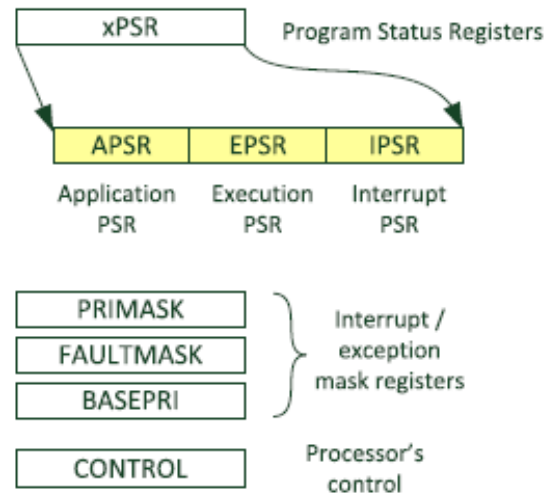 xPSR
Program Status Registers
APSR EPSR IPSR
Application Execution Interrupt
PSR PSR PSR
PRIMASK
FAULTMASK
BASEPRI
Interrupt /
exception
mask registers
CONTROL
Processor's
control